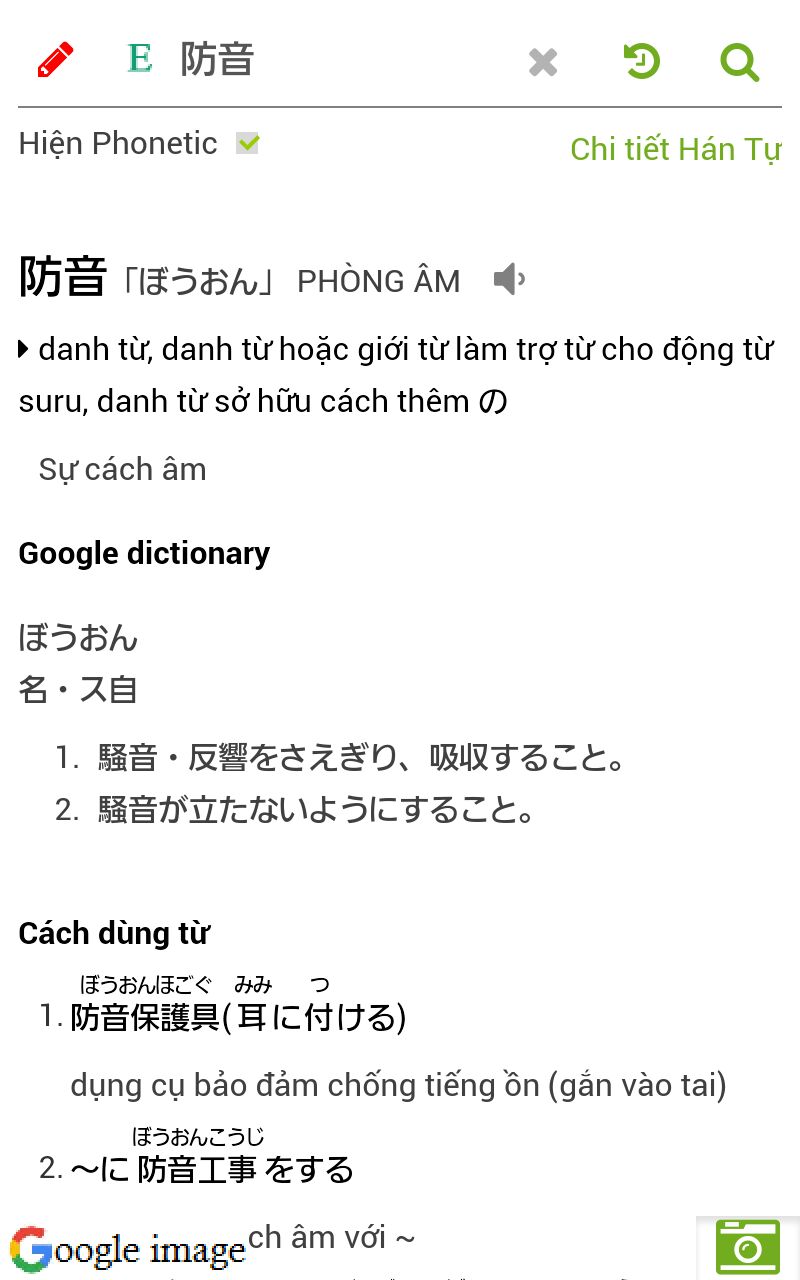 E 防音
Hiện Phonetic
Chi tiết Hán Tự
防音「ぼうおん」 PHÒNG ÂM
danh từ, danh từ hoặc giới từ làm trợ từ cho động từ
suru, danh từ sở hữu cách thêm の
Sự cách âm
Google dictionary
ぼうおん
名・ス自
1. 騒音・反響をさえぎり、吸収すること。
2. 騒音が立たないようにすること。
Cách dùng từ
ぼうおんほごぐ みみ つ
1. 防音保護具(耳に付ける)
dụng cụ bảo đảm chống tiếng ồn (gắn vào tai)
ぼうおんこうじ
2. ～に 防音工事 をする
Google image ch âm với ~